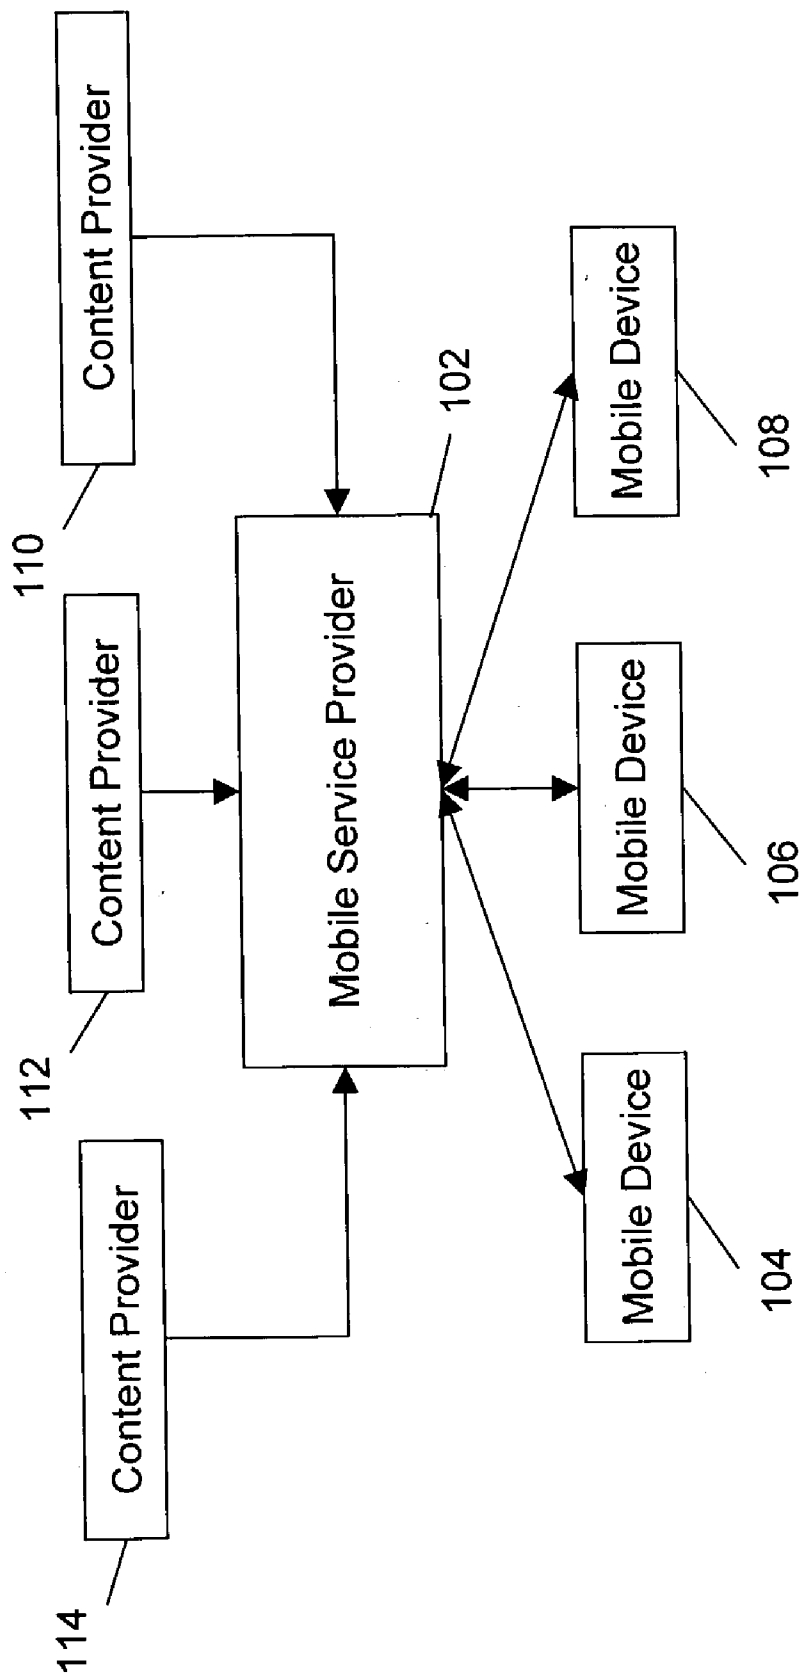 114
Content Provider
112
Content Provider
110
Content Provider
Mobile Service Provider
102
Mobile Device
104
Mobile Device
106
Mobile Device
108